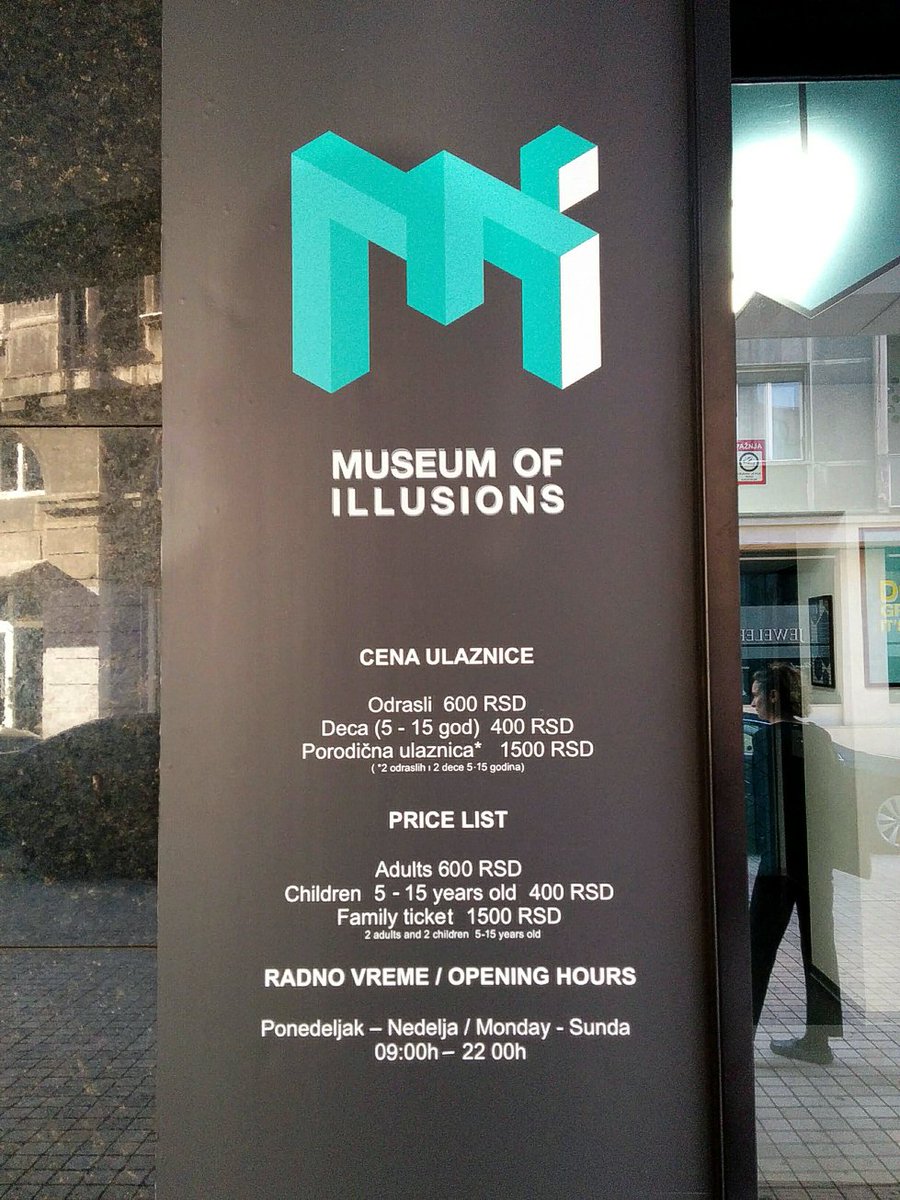 MUSEUM OF
ILLUSIONS
CENA ULAZNICE
Odrasli 600 RSD
Deca (5 - 15 god) 400 RSD
Porodična ulaznica* 1500 RSD
( *2 odraslih i 2 dece 5-15 godina)
PRICE LIST
Adults 600 RSD
Children 5 - 15 years old 400 RSD
Family ticket 1500 RSD
2 adults and 2 children 5-15 years old
RADNO VREME / OPENING HOURS
Ponedeljak – Nedelja / Monday - Sunda
09:00h – 22 00h